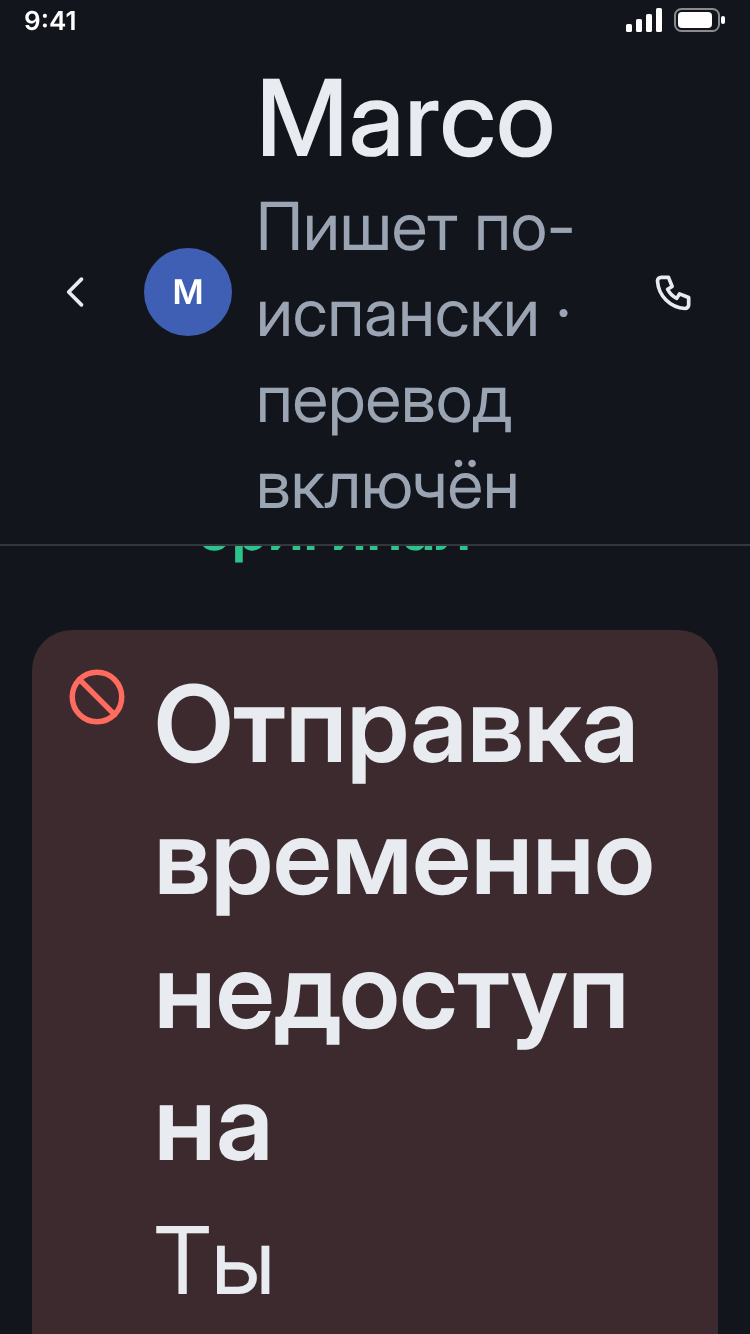 9:41
Marco
Пишет по-
испански ·
перевод
включён
M
Отправка
временно
недоступ
на
Ты